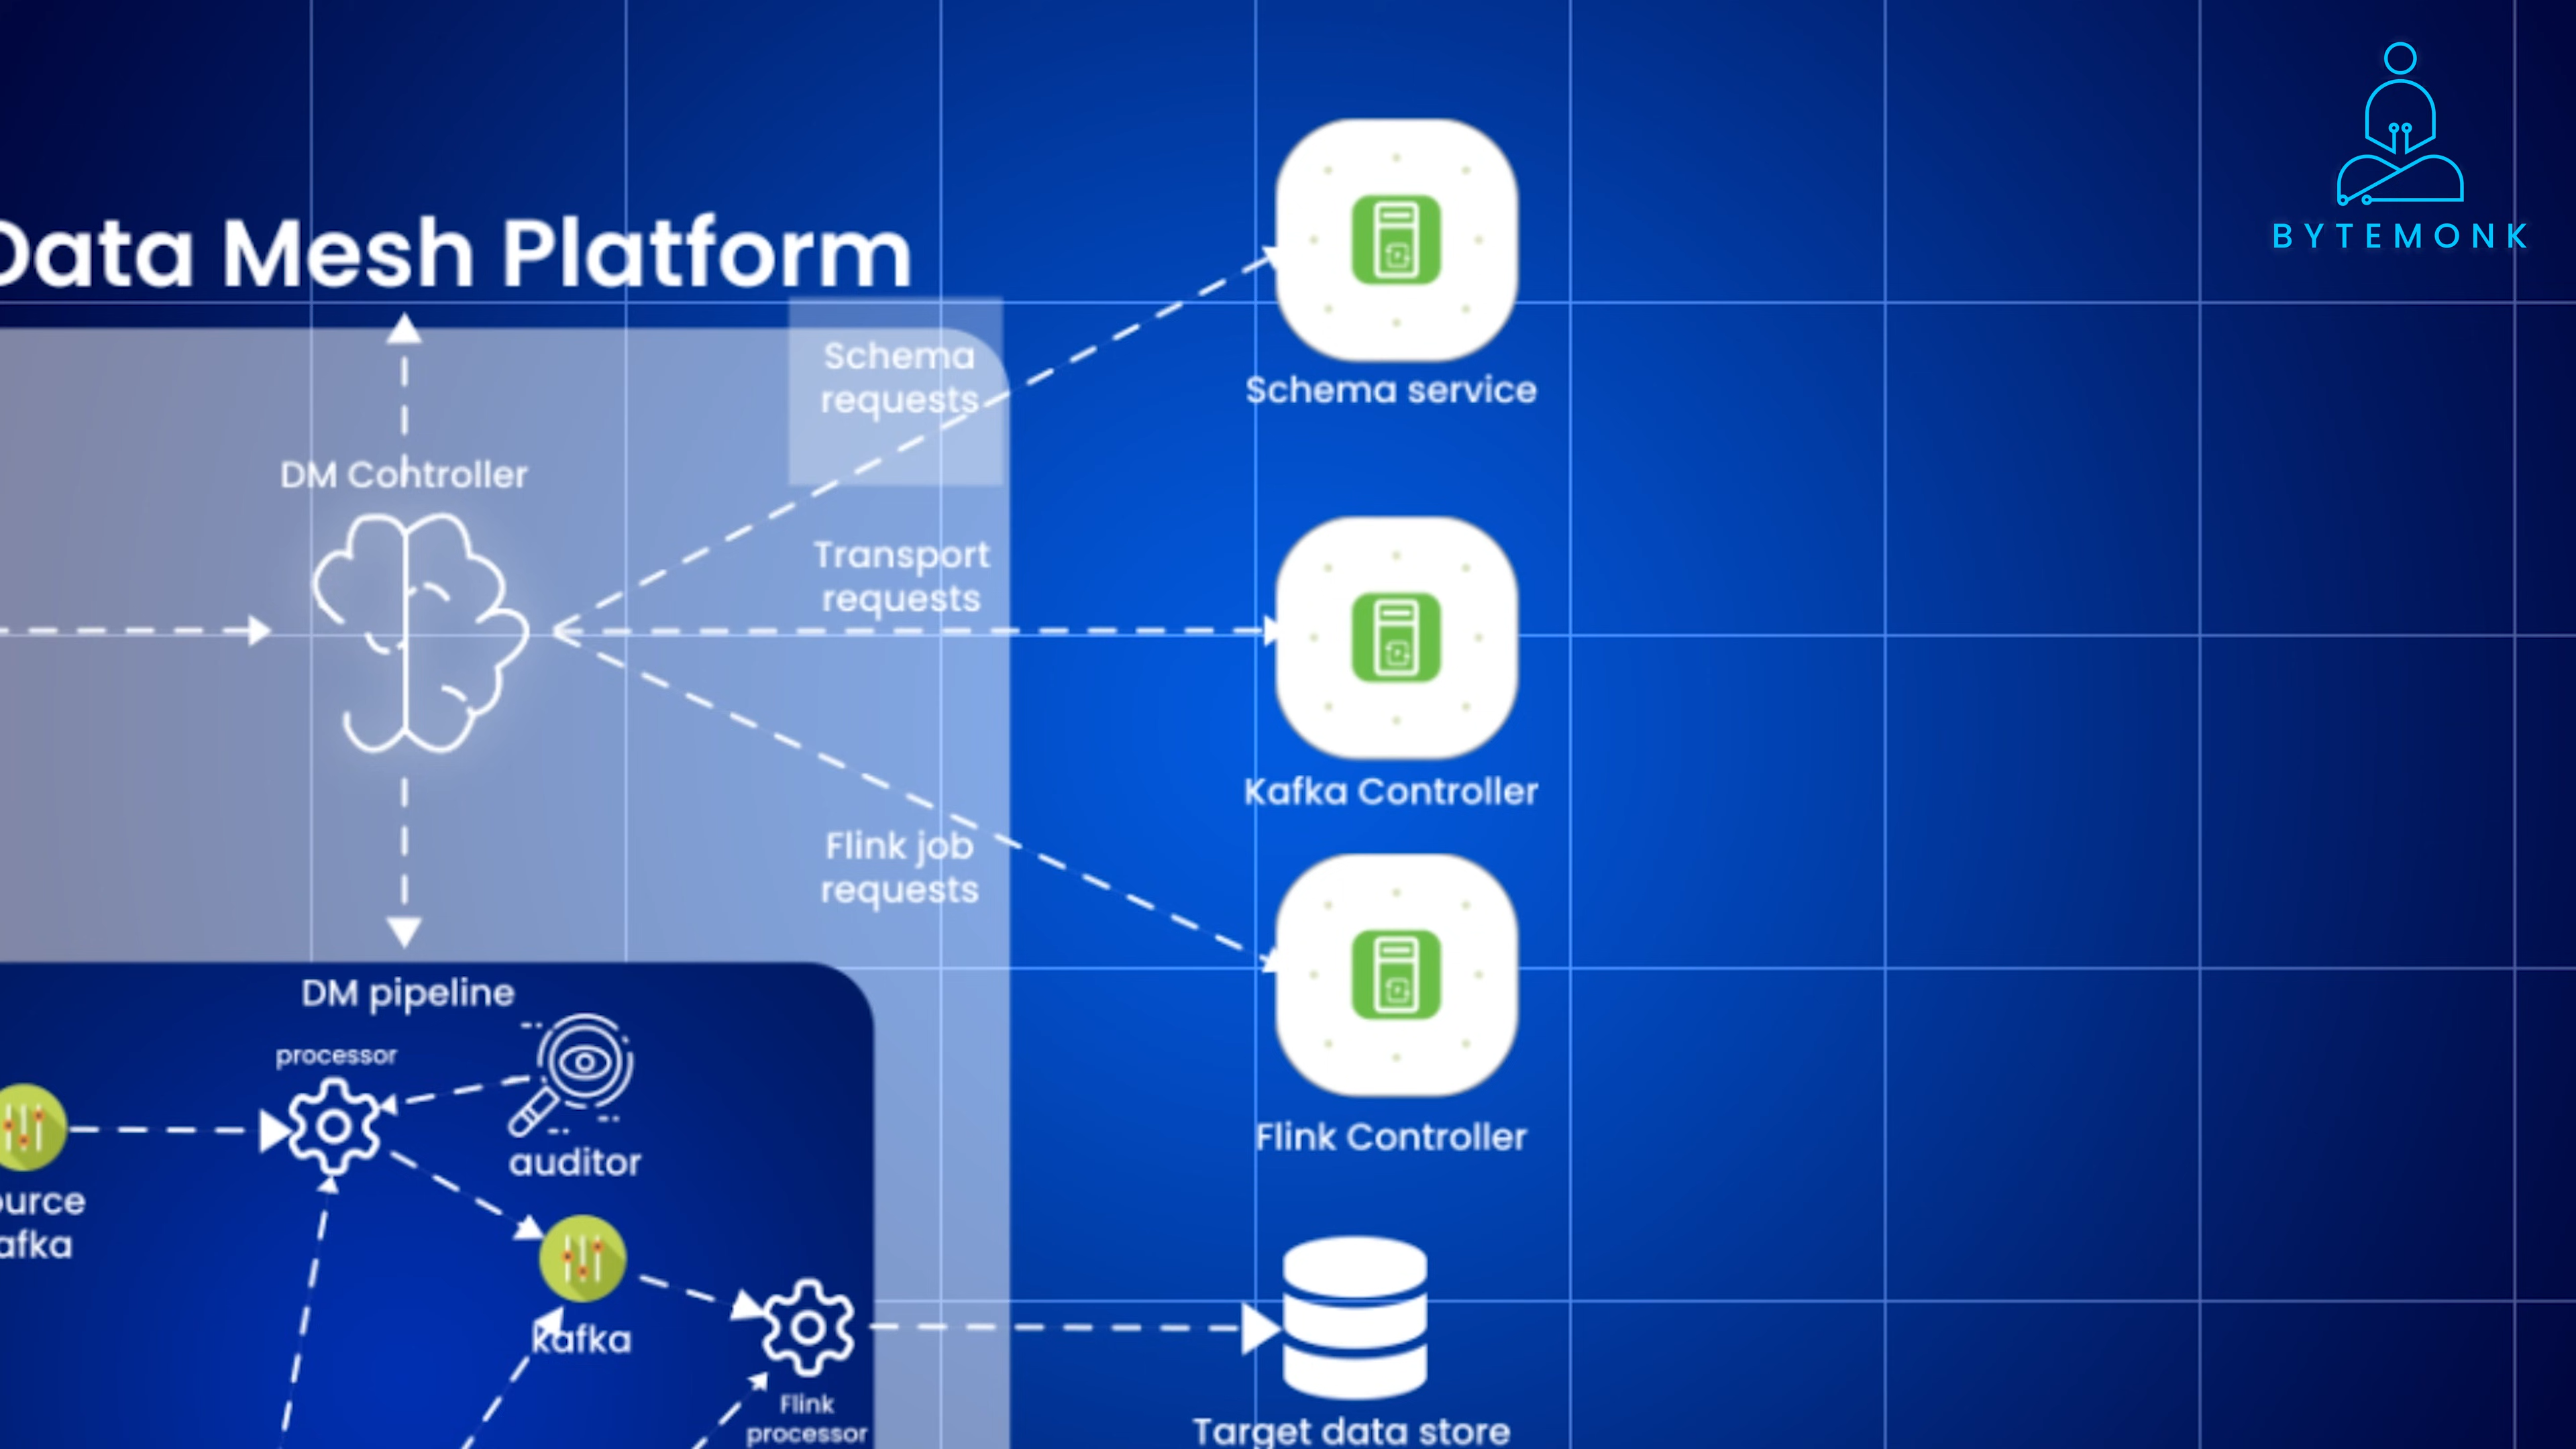 BYTEMONK
Data Mesh Platform
Schema
requests
Schema service
DM Controller
Transport
requests
Kafka Controller
Flink job
requests
Flink Controller
DM pipeline
processor
auditor
kafka
Flink
processor
Target data store